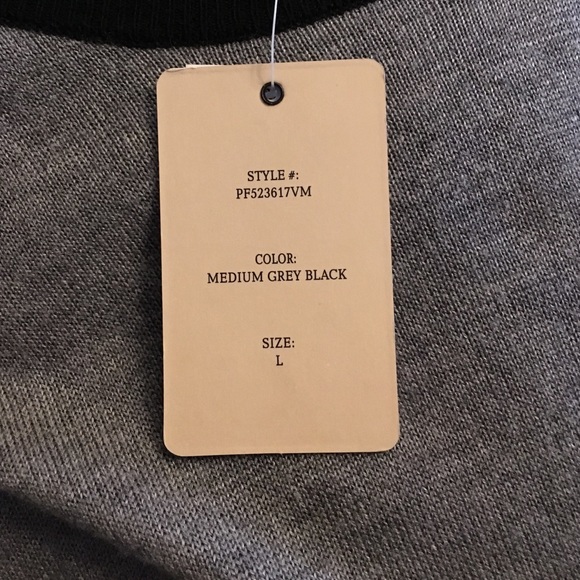 STYLE #:
PF523617VM
COLOR:
MEDIUM GREY BLACK
SIZE:
L